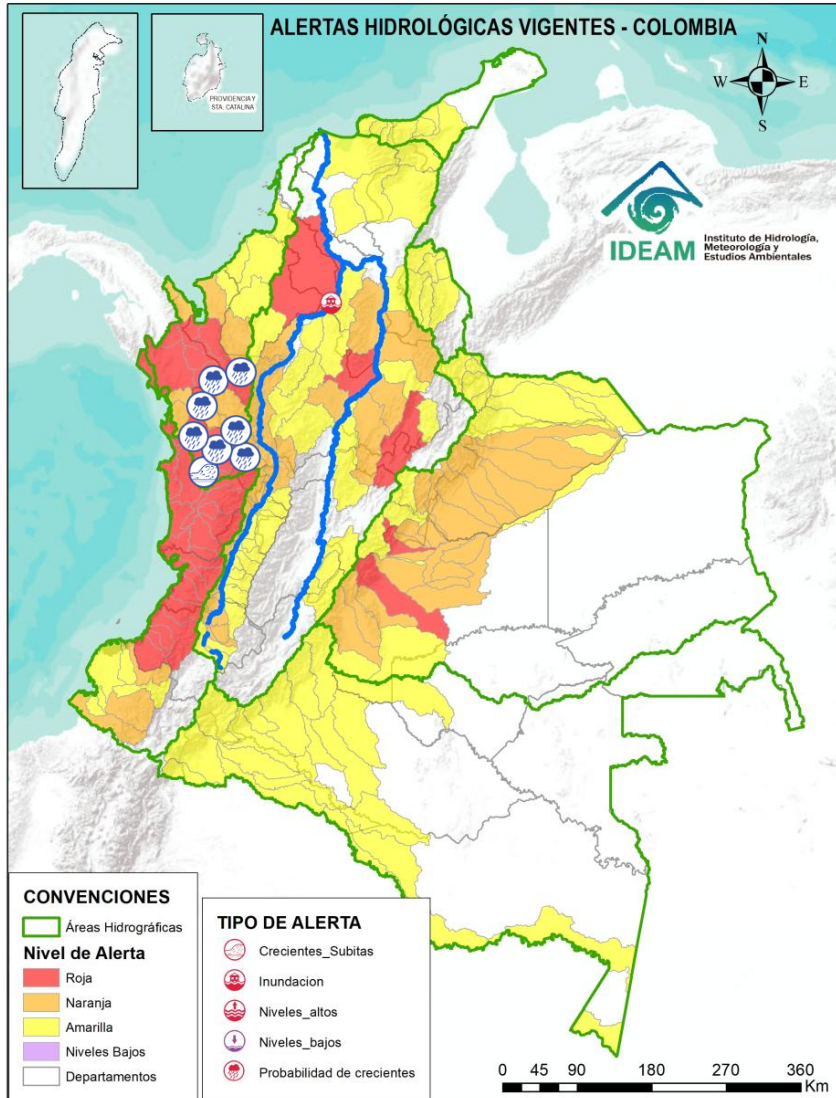 ALERTAS HIDROLÓGICAS VIGENTES - COLOMBIA
PROVIDENCIA Y
STA. CATALINA
N
W
E
S
IDEAM
Instituto de Hidrología,
Meteorología y
Estudios Ambientales
CONVENCIONES
Áreas Hidrográficas
Nivel de Alerta
Roja
Naranja
Amarilla
Niveles Bajos
Departamentos
TIPO DE ALERTA
Crecientes_Subitas
Inundacion
Niveles_altos
Niveles_bajos
Probabilidad de crecientes
0 45 90 180 270 360
Km